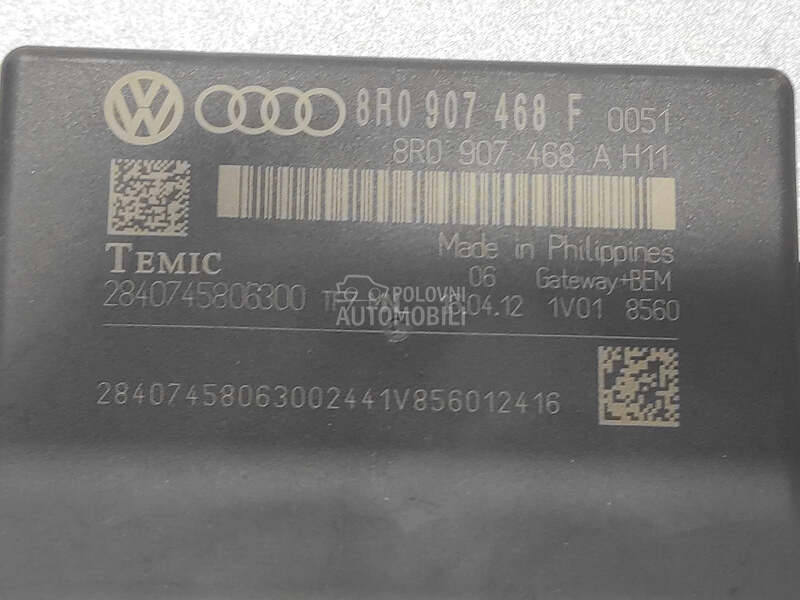 8R0 907 468 F 0051
8R0 907 468 A H11
TEMIC
Made in Philippines
06 Gateway+BEM
2840745806300 .04.12 1V01 8560
POLOVNI
AUTOMOBILI
28407458063002441V856012416